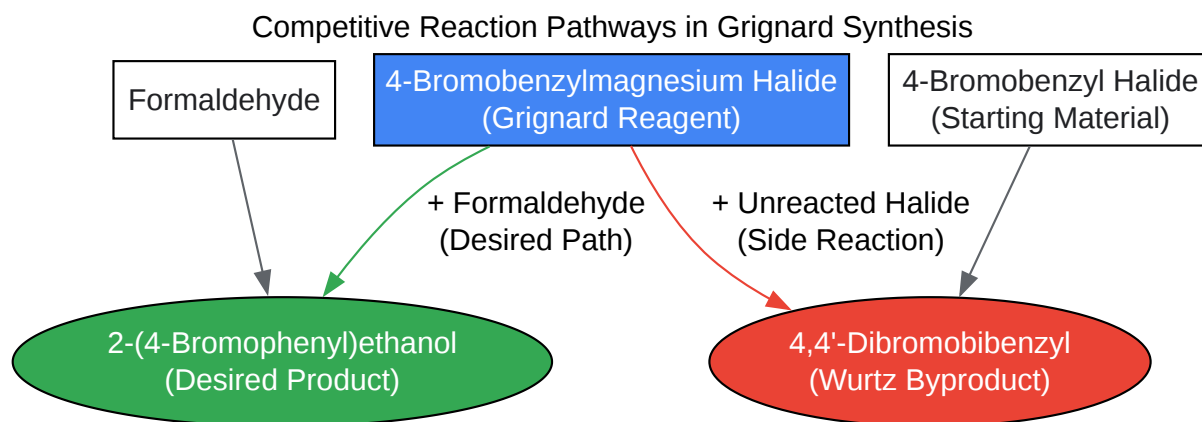 Competitive Reaction Pathways in Grignard Synthesis
Formaldehyde
4-Bromobenzylmagnesium Halide
(Grignard Reagent)
4-Bromobenzyl Halide
(Starting Material)
+ Formaldehyde
(Desired Path)
+ Unreacted Halide
(Side Reaction)
2-(4-Bromophenyl)ethanol
(Desired Product)
4,4'-Dibromobibenzyl
(Wurtz Byproduct)